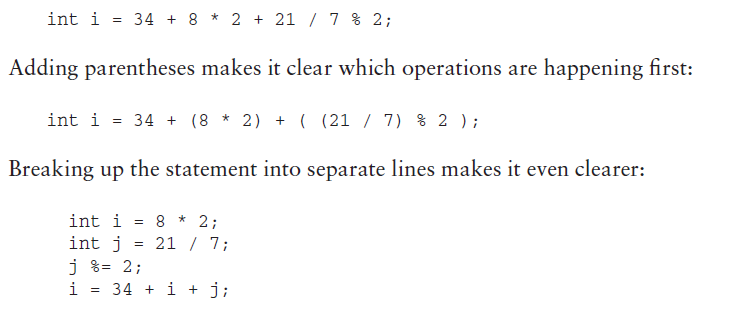 int i = 34 + 8 * 2 + 21 / 7 % 2;
Adding parentheses makes it clear which operations are happening first:
int i = 34 + (8 * 2) + ( (21 / 7) % 2 );
Breaking up the statement into separate lines makes it even clearer:
int i = 8 * 2;
int j = 21 / 7;
j %= 2;
i = 34 + i + j;